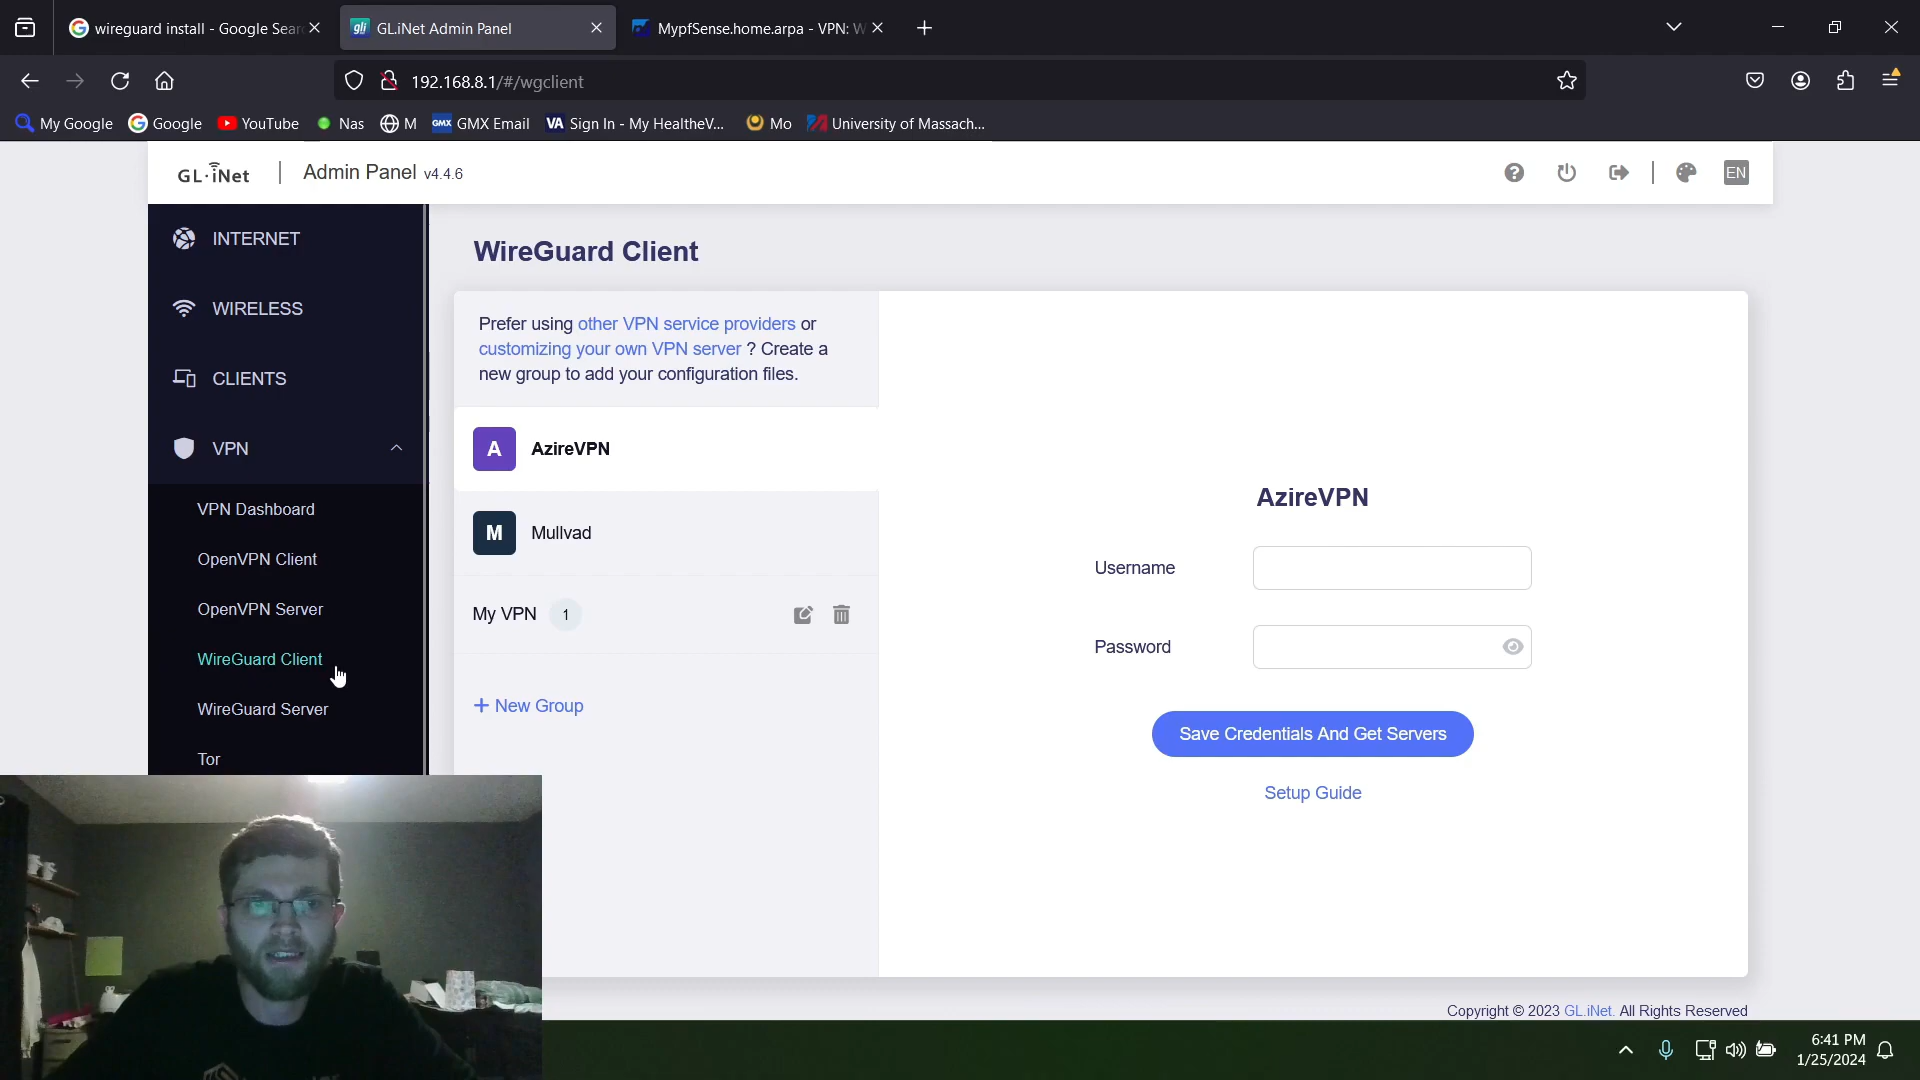 wireguard install - Google Sear
GL.iNet Admin Panel
MypfSense.home.arpa - VPN: W
192.168.8.1/#/wgclient
My Google
Google
YouTube
Nas
M
GMX GMX Email
VA Sign In - My HealtheV...
Mo
University of Massach...
GL·iNet
Admin Panel v4.4.6
EN
INTERNET
WIRELESS
CLIENTS
VPN
VPN Dashboard
OpenVPN Client
OpenVPN Server
WireGuard Client
WireGuard Server
Tor
WireGuard Client
Prefer using other VPN service providers or
customizing your own VPN server ? Create a
new group to add your configuration files.
A AzireVPN
M Mullvad
My VPN 1
+ New Group
AzireVPN
Username
Password
Save Credentials And Get Servers
Setup Guide
Copyright © 2023 GL.iNet. All Rights Reserved
6:41 PM
1/25/2024